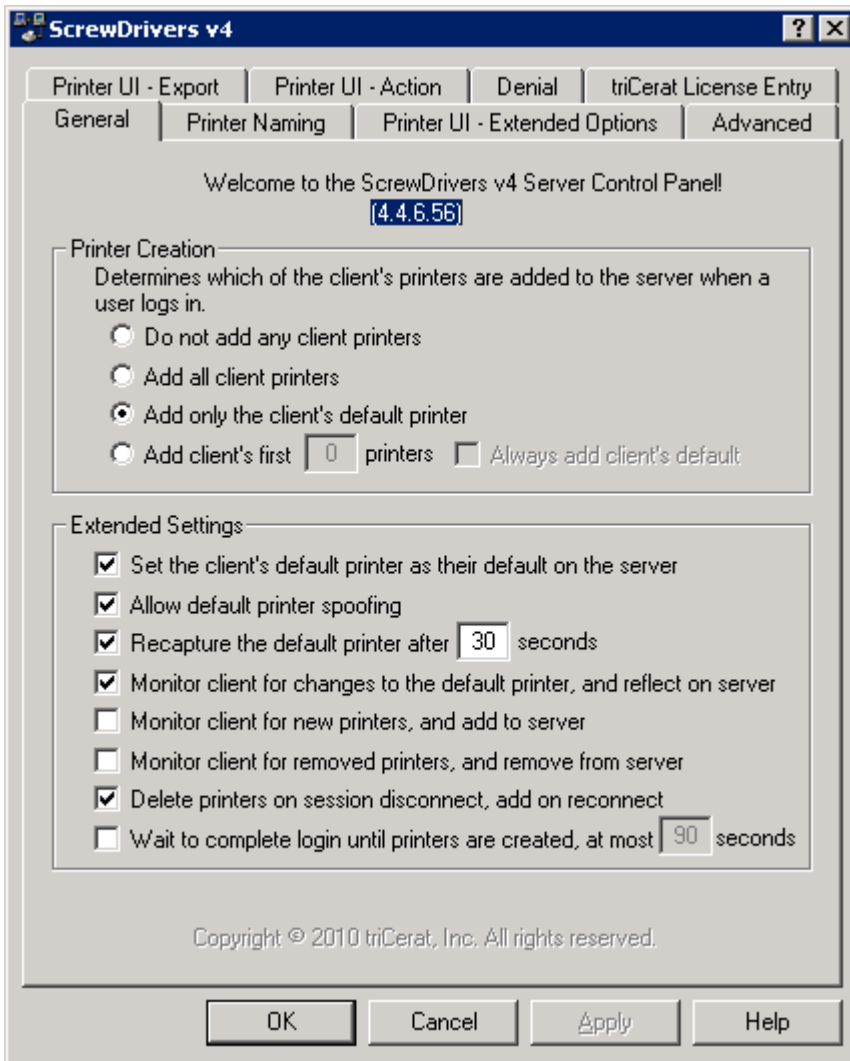 ScrewDrivers v4
Printer UI - Export
Printer UI - Action
Denial
triCerat License Entry
General
Printer Naming
Printer UI - Extended Options
Advanced
Welcome to the ScrewDrivers v4 Server Control Panel!
(4.4.6.56)
Printer Creation
Determines which of the client's printers are added to the server when a
user logs in.
Do not add any client printers
Add all client printers
Add only the client's default printer
Add client's first 0 printers Always add client's default
Extended Settings
Set the client's default printer as their default on the server
Allow default printer spoofing
Recapture the default printer after 30 seconds
Monitor client for changes to the default printer, and reflect on server
Monitor client for new printers, and add to server
Monitor client for removed printers, and remove from server
Delete printers on session disconnect, add on reconnect
Wait to complete login until printers are created, at most 90 seconds
Copyright © 2010 triCerat, Inc. All rights reserved.
OK
Cancel
Apply
Help